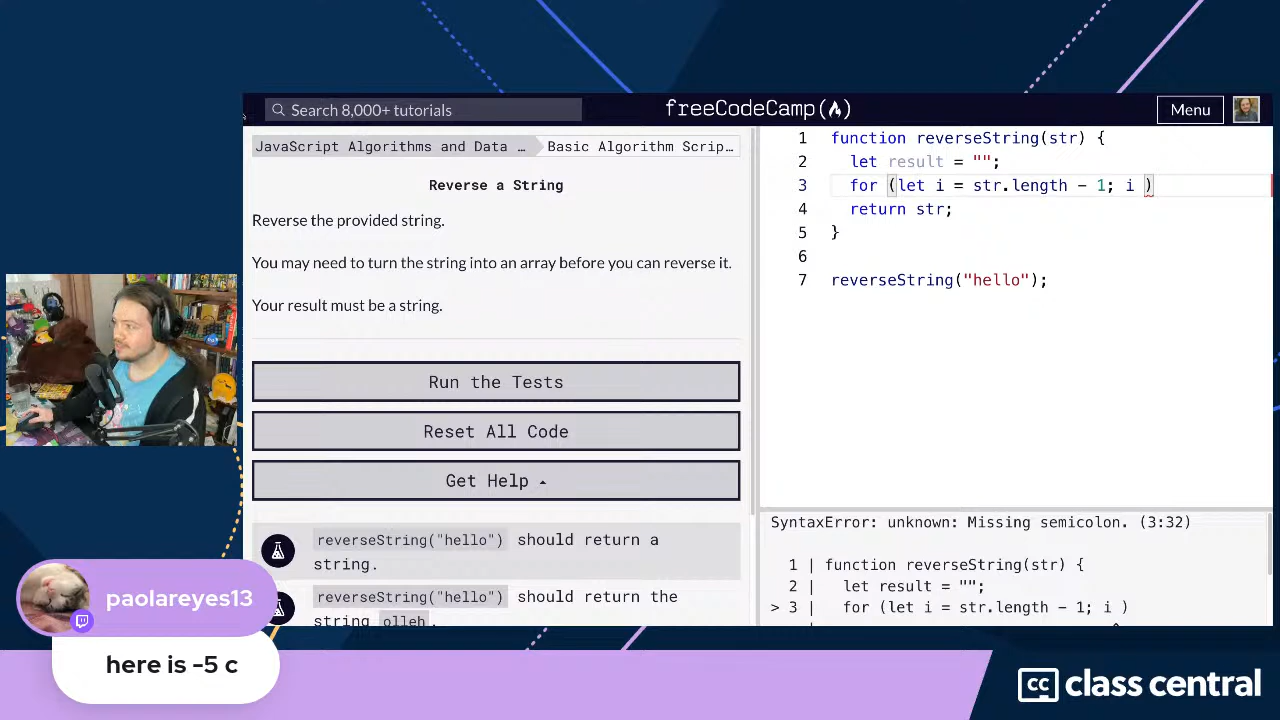 Search 8,000+ tutorials
freeCodeCamp
Menu
JavaScript Algorithms and Data …
Basic Algorithm Scrip…
Reverse a String
Reverse the provided string.
You may need to turn the string into an array before you can reverse it.
Your result must be a string.
Run the Tests
Reset All Code
Get Help
reverseString("hello") should return a
string.
reverseString("hello") should return the
string olleh.
1 function reverseString(str) {
2 let result = "";
3 for (let i = str.length - 1; i )
4 return str;
5 }
6
7 reverseString("hello");
SyntaxError: unknown: Missing semicolon. (3:32)
1 | function reverseString(str) {
2 | let result = "";
> 3 | for (let i = str.length - 1; i )
paolareyes13
here is -5 c
cc class central